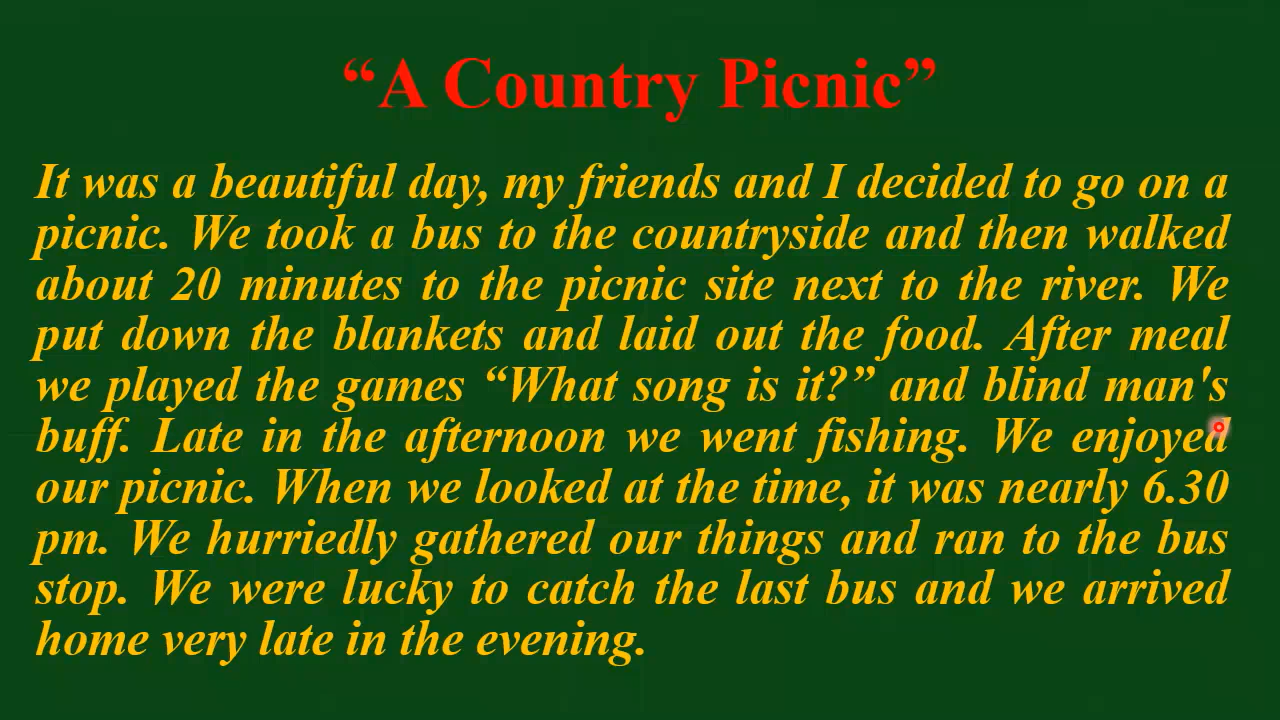 “A Country Picnic”
It was a beautiful day, my friends and I decided to go on a
picnic. We took a bus to the countryside and then walked
about 20 minutes to the picnic site next to the river. We
put down the blankets and laid out the food. After meal
we played the games “What song is it?” and blind man's
buff. Late in the afternoon we went fishing. We enjoyed
our picnic. When we looked at the time, it was nearly 6.30
pm. We hurriedly gathered our things and ran to the bus
stop. We were lucky to catch the last bus and we arrived
home very late in the evening.